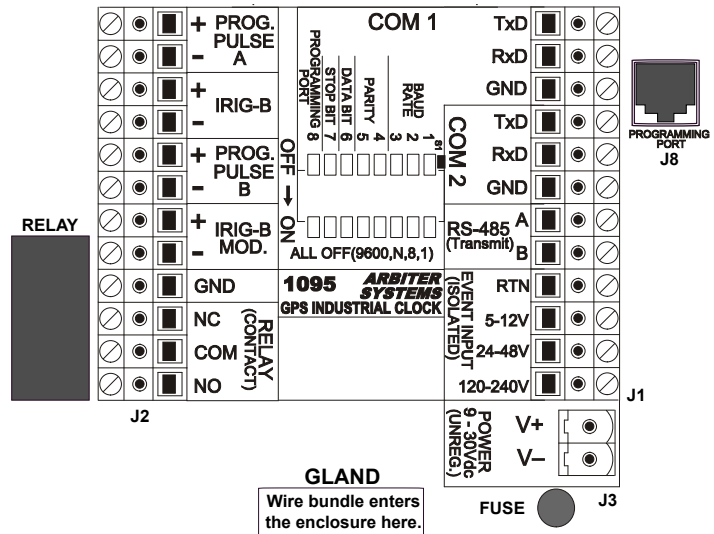 + PROG.
PULSE
- A
+ IRIG-B
-
+ PROG.
PULSE
- B
+ IRIG-B
- MOD.
GND
NC
COM
NO
RELAY
(CONTACT)
RELAY
J2
COM 1
PROGRAMMING
PORT
STOP BIT
DATA BIT
PARITY
BAUD
RATE
8 7 6 5 4 3 2 1
S1
OFF → ON
ALL OFF(9600,N,8,1)
1095 ARBITER
SYSTEMS
GPS INDUSTRIAL CLOCK
TxD
RxD
GND
COM 2
TxD
RxD
GND
RS-485
(Transmit)
A
B
EVENT INPUT
(ISOLATED)
RTN
5-12V
24-48V
120-240V
J1
POWER
9 - 30Vdc
(UNREG.)
V+
V–
J3
FUSE
PROGRAMMING
PORT
J8
GLAND
Wire bundle enters
the enclosure here.